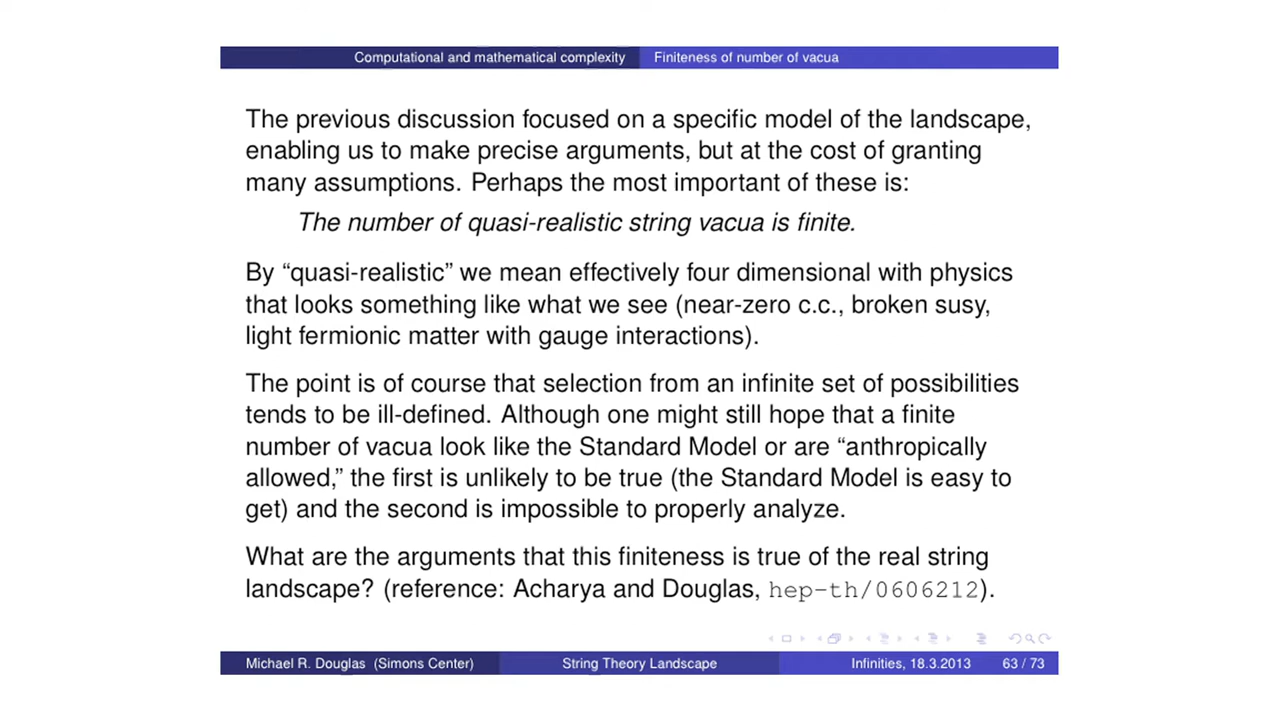 Computational and mathematical complexity Finiteness of number of vacua
The previous discussion focused on a specific model of the landscape,
enabling us to make precise arguments, but at the cost of granting
many assumptions. Perhaps the most important of these is:
The number of quasi-realistic string vacua is finite.
By “quasi-realistic” we mean effectively four dimensional with physics
that looks something like what we see (near-zero c.c., broken susy,
light fermionic matter with gauge interactions).
The point is of course that selection from an infinite set of possibilities
tends to be ill-defined. Although one might still hope that a finite
number of vacua look like the Standard Model or are “anthropically
allowed,” the first is unlikely to be true (the Standard Model is easy to
get) and the second is impossible to properly analyze.
What are the arguments that this finiteness is true of the real string
landscape? (reference: Acharya and Douglas, hep-th/0606212).
Michael R. Douglas (Simons Center) String Theory Landscape Infinities, 18.3.2013 63 / 73